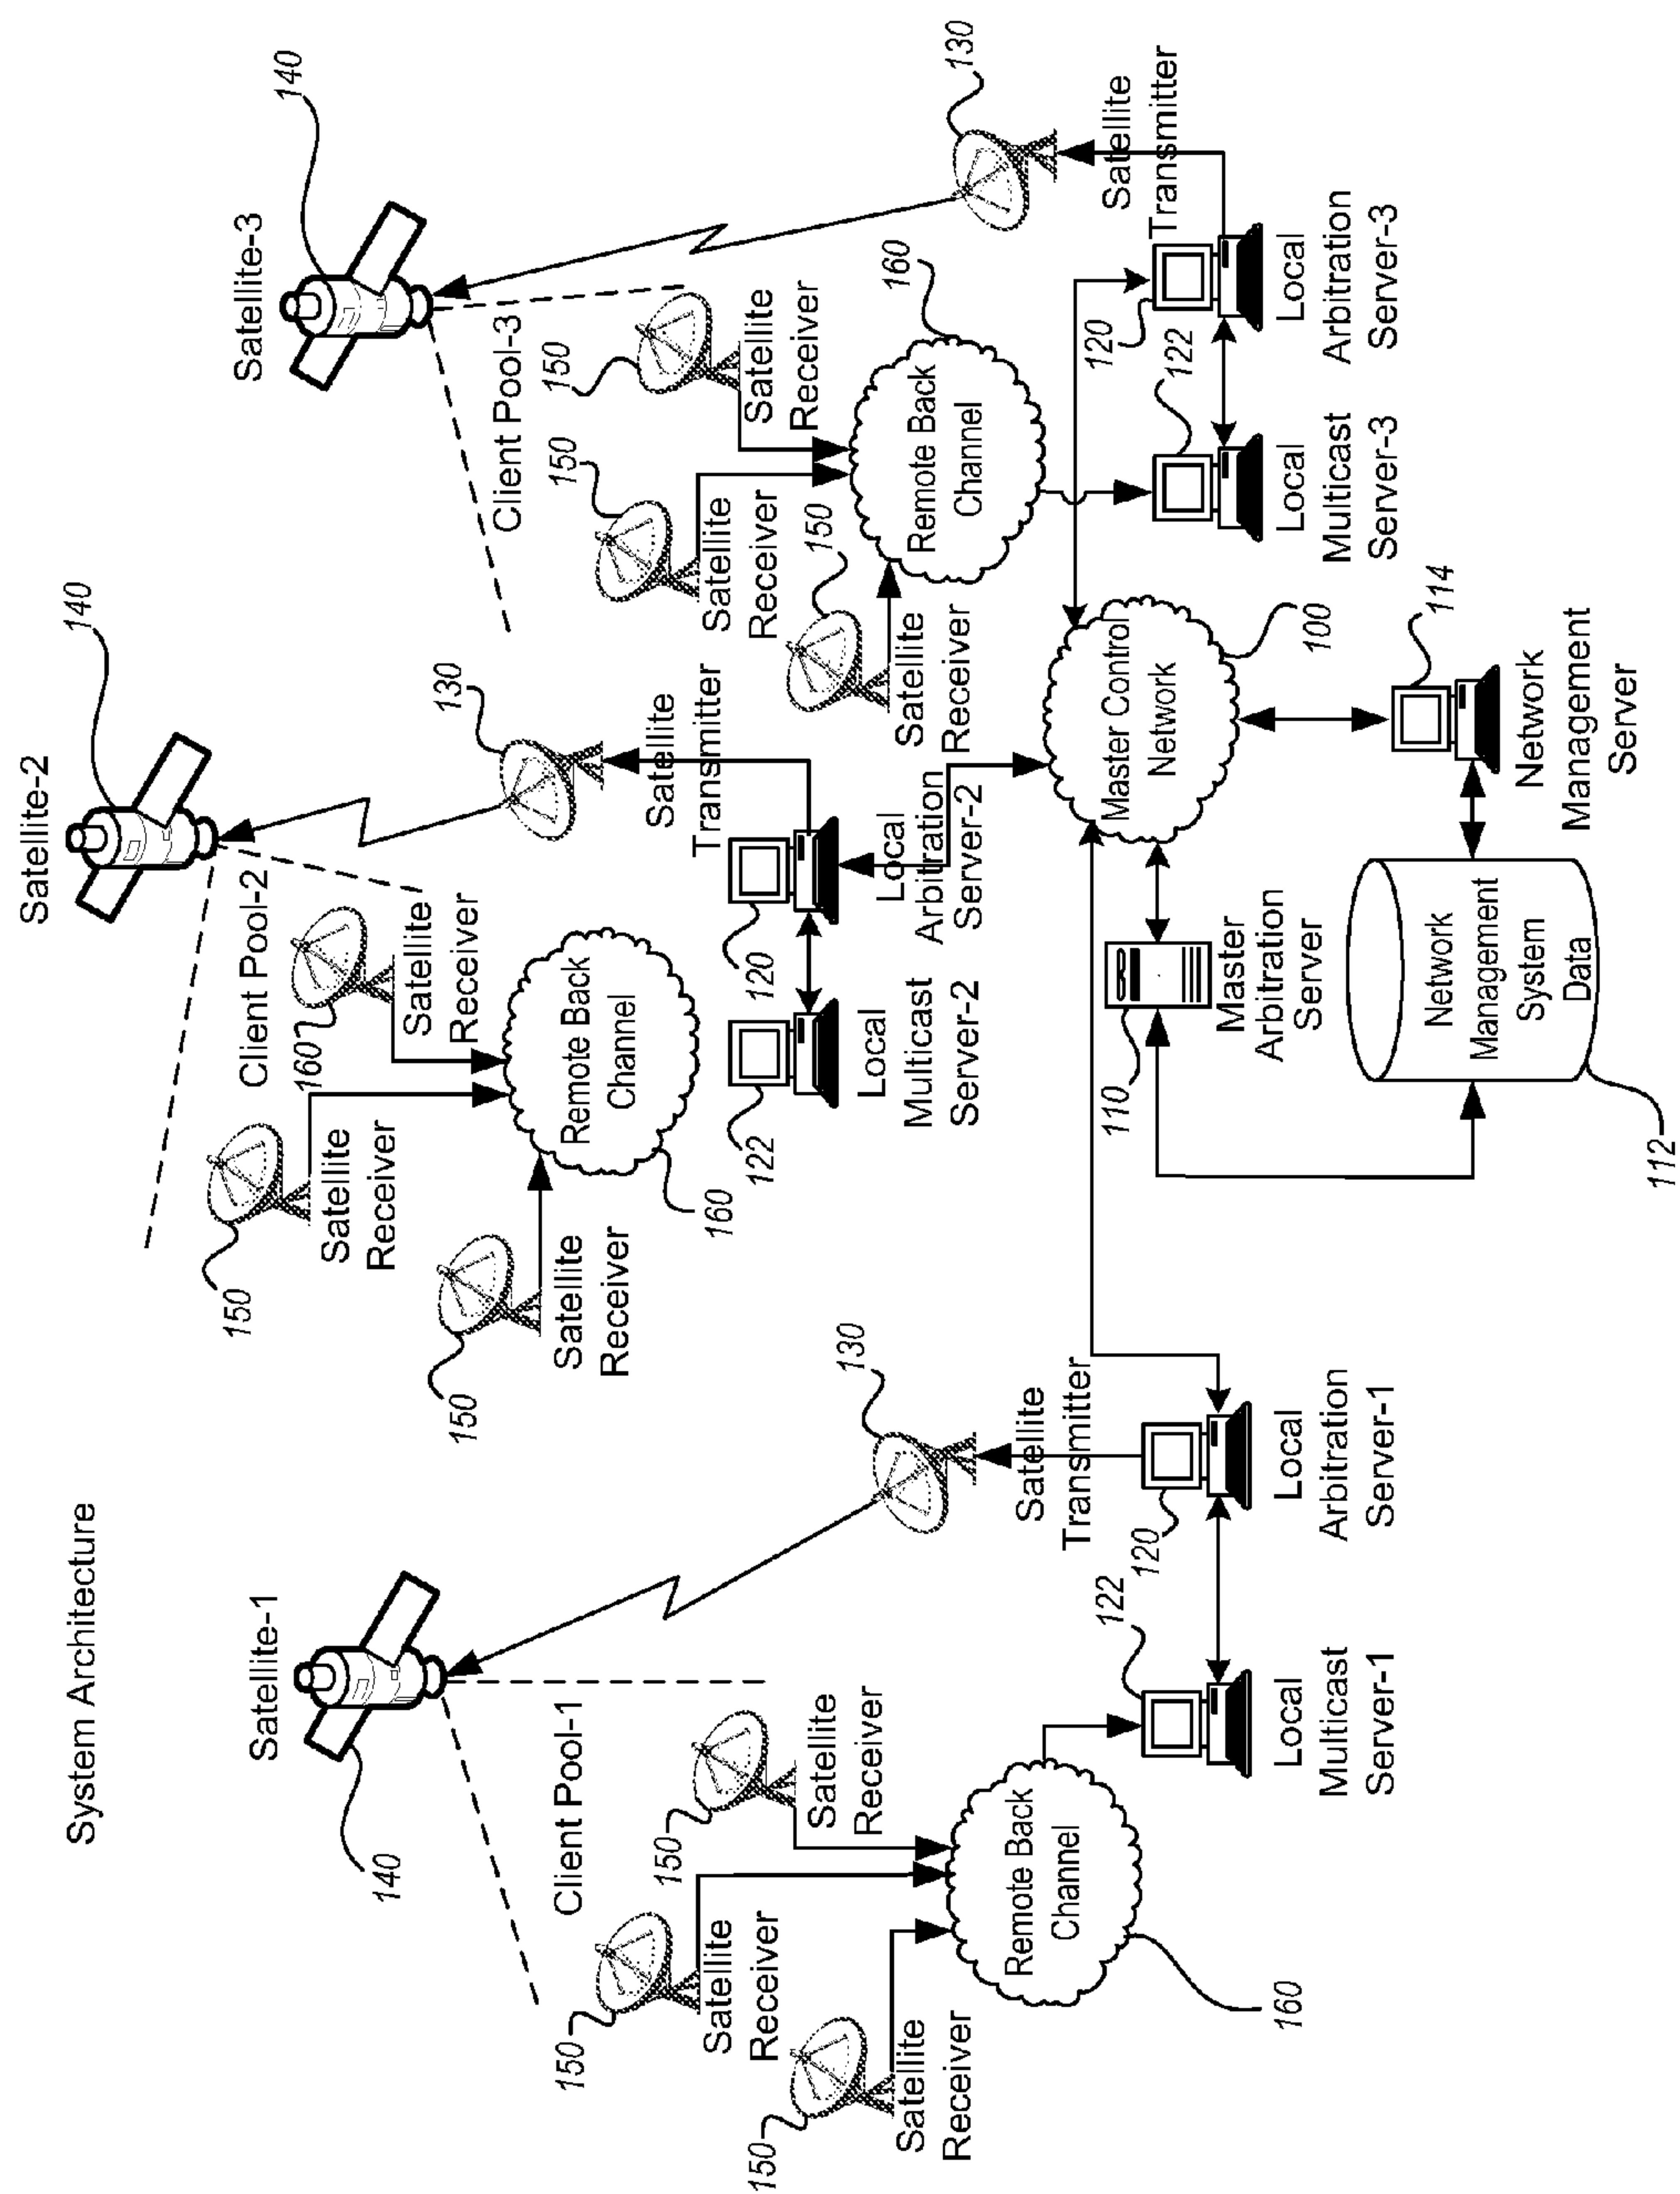 System Architecture
Satellite-1
140
Client Pool-1
150
Satellite
Receiver
150
Satellite
Receiver
150
Satellite
Receiver
Remote Back
Channel
160
130
Satellite
Transmitter
122
Local
Multicast
Server-1
120
Local
Arbitration
Server-1
Satellite-2
140
Client Pool-2
150
Satellite
Receiver
160
Satellite
Receiver
150
Satellite
Receiver
Remote Back
Channel
160
130
Satellite
Transmitter
122
Local
Multicast
Server-2
120
Local
Arbitration
Server-2
Satellite-3
140
Client Pool-3
150
Satellite
Receiver
150
Satellite
Receiver
150
Satellite
Receiver
Remote Back
Channel
160
130
Satellite
Transmitter
122
Local
Multicast
Server-3
120
Local
Arbitration
Server-3
Master Control
Network
100
110
Master
Arbitration
Server
Network
Management
System
Data
112
114
Network
Management
Server